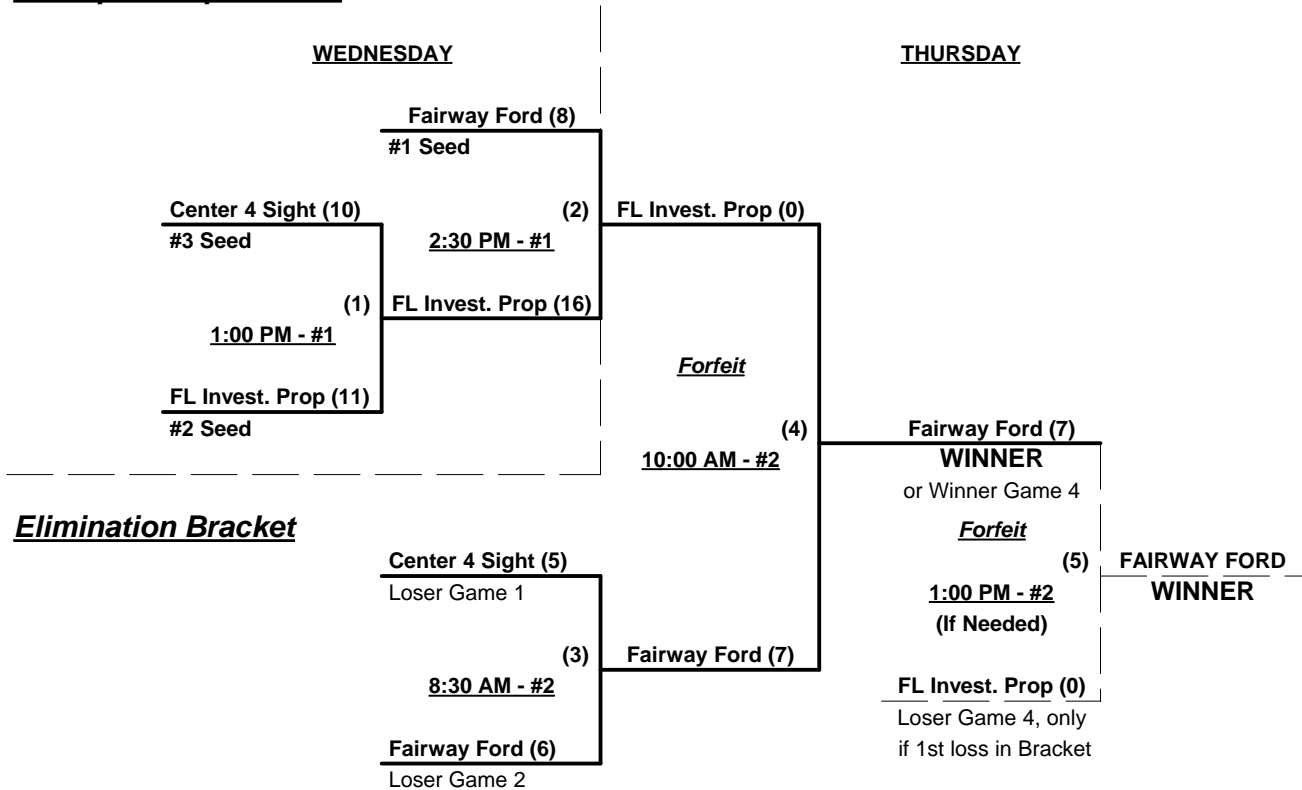 WEDNESDAY
THURSDAY
Fairway Ford (8)
#1 Seed
Center 4 Sight (10)
#3 Seed
(2)
2:30 PM - #1
FL Invest. Prop (0)
(1)
1:00 PM - #1
FL Invest. Prop (16)
FL Invest. Prop (11)
#2 Seed
Forfeit
(4)
10:00 AM - #2
Fairway Ford (7)
WINNER
or Winner Game 4
Elimination Bracket
Forfeit
Center 4 Sight (5)
Loser Game 1
(5)
1:00 PM - #2
(If Needed)
FAIRWAY FORD
WINNER
(3)
8:30 AM - #2
Fairway Ford (7)
FL Invest. Prop (0)
Loser Game 4, only
if 1st loss in Bracket
Fairway Ford (6)
Loser Game 2